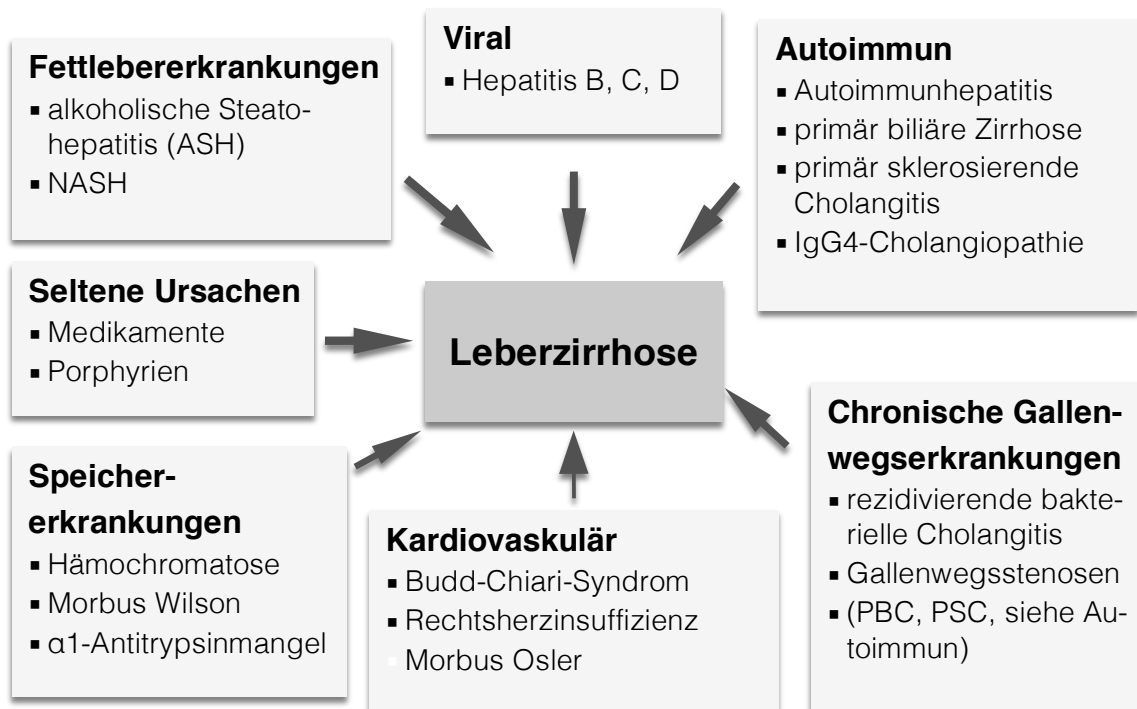 Fettlebererkrankungen
▪ alkoholische Steato-
hepatitis (ASH)
▪ NASH
Viral
▪ Hepatitis B, C, D
Autoimmun
▪ Autoimmunhepatitis
▪ primär biliäre Zirrhose
▪ primär sklerosierende
Cholangitis
▪ IgG4-Cholangiopathie
Seltene Ursachen
▪ Medikamente
▪ Porphyrien
Leberzirrhose
Chronische Gallen-
wegserkrankungen
▪ rezidivierende bakte-
rielle Cholangitis
▪ Gallenwegsstenosen
▪ (PBC, PSC, siehe Au-
toimmun)
Speicher-
erkrankungen
▪ Hämochromatose
▪ Morbus Wilson
▪ α1-Antitrypsinmangel
Kardiovaskulär
▪ Budd-Chiari-Syndrom
▪ Rechtsherzinsuffizienz
▪ Morbus Osler